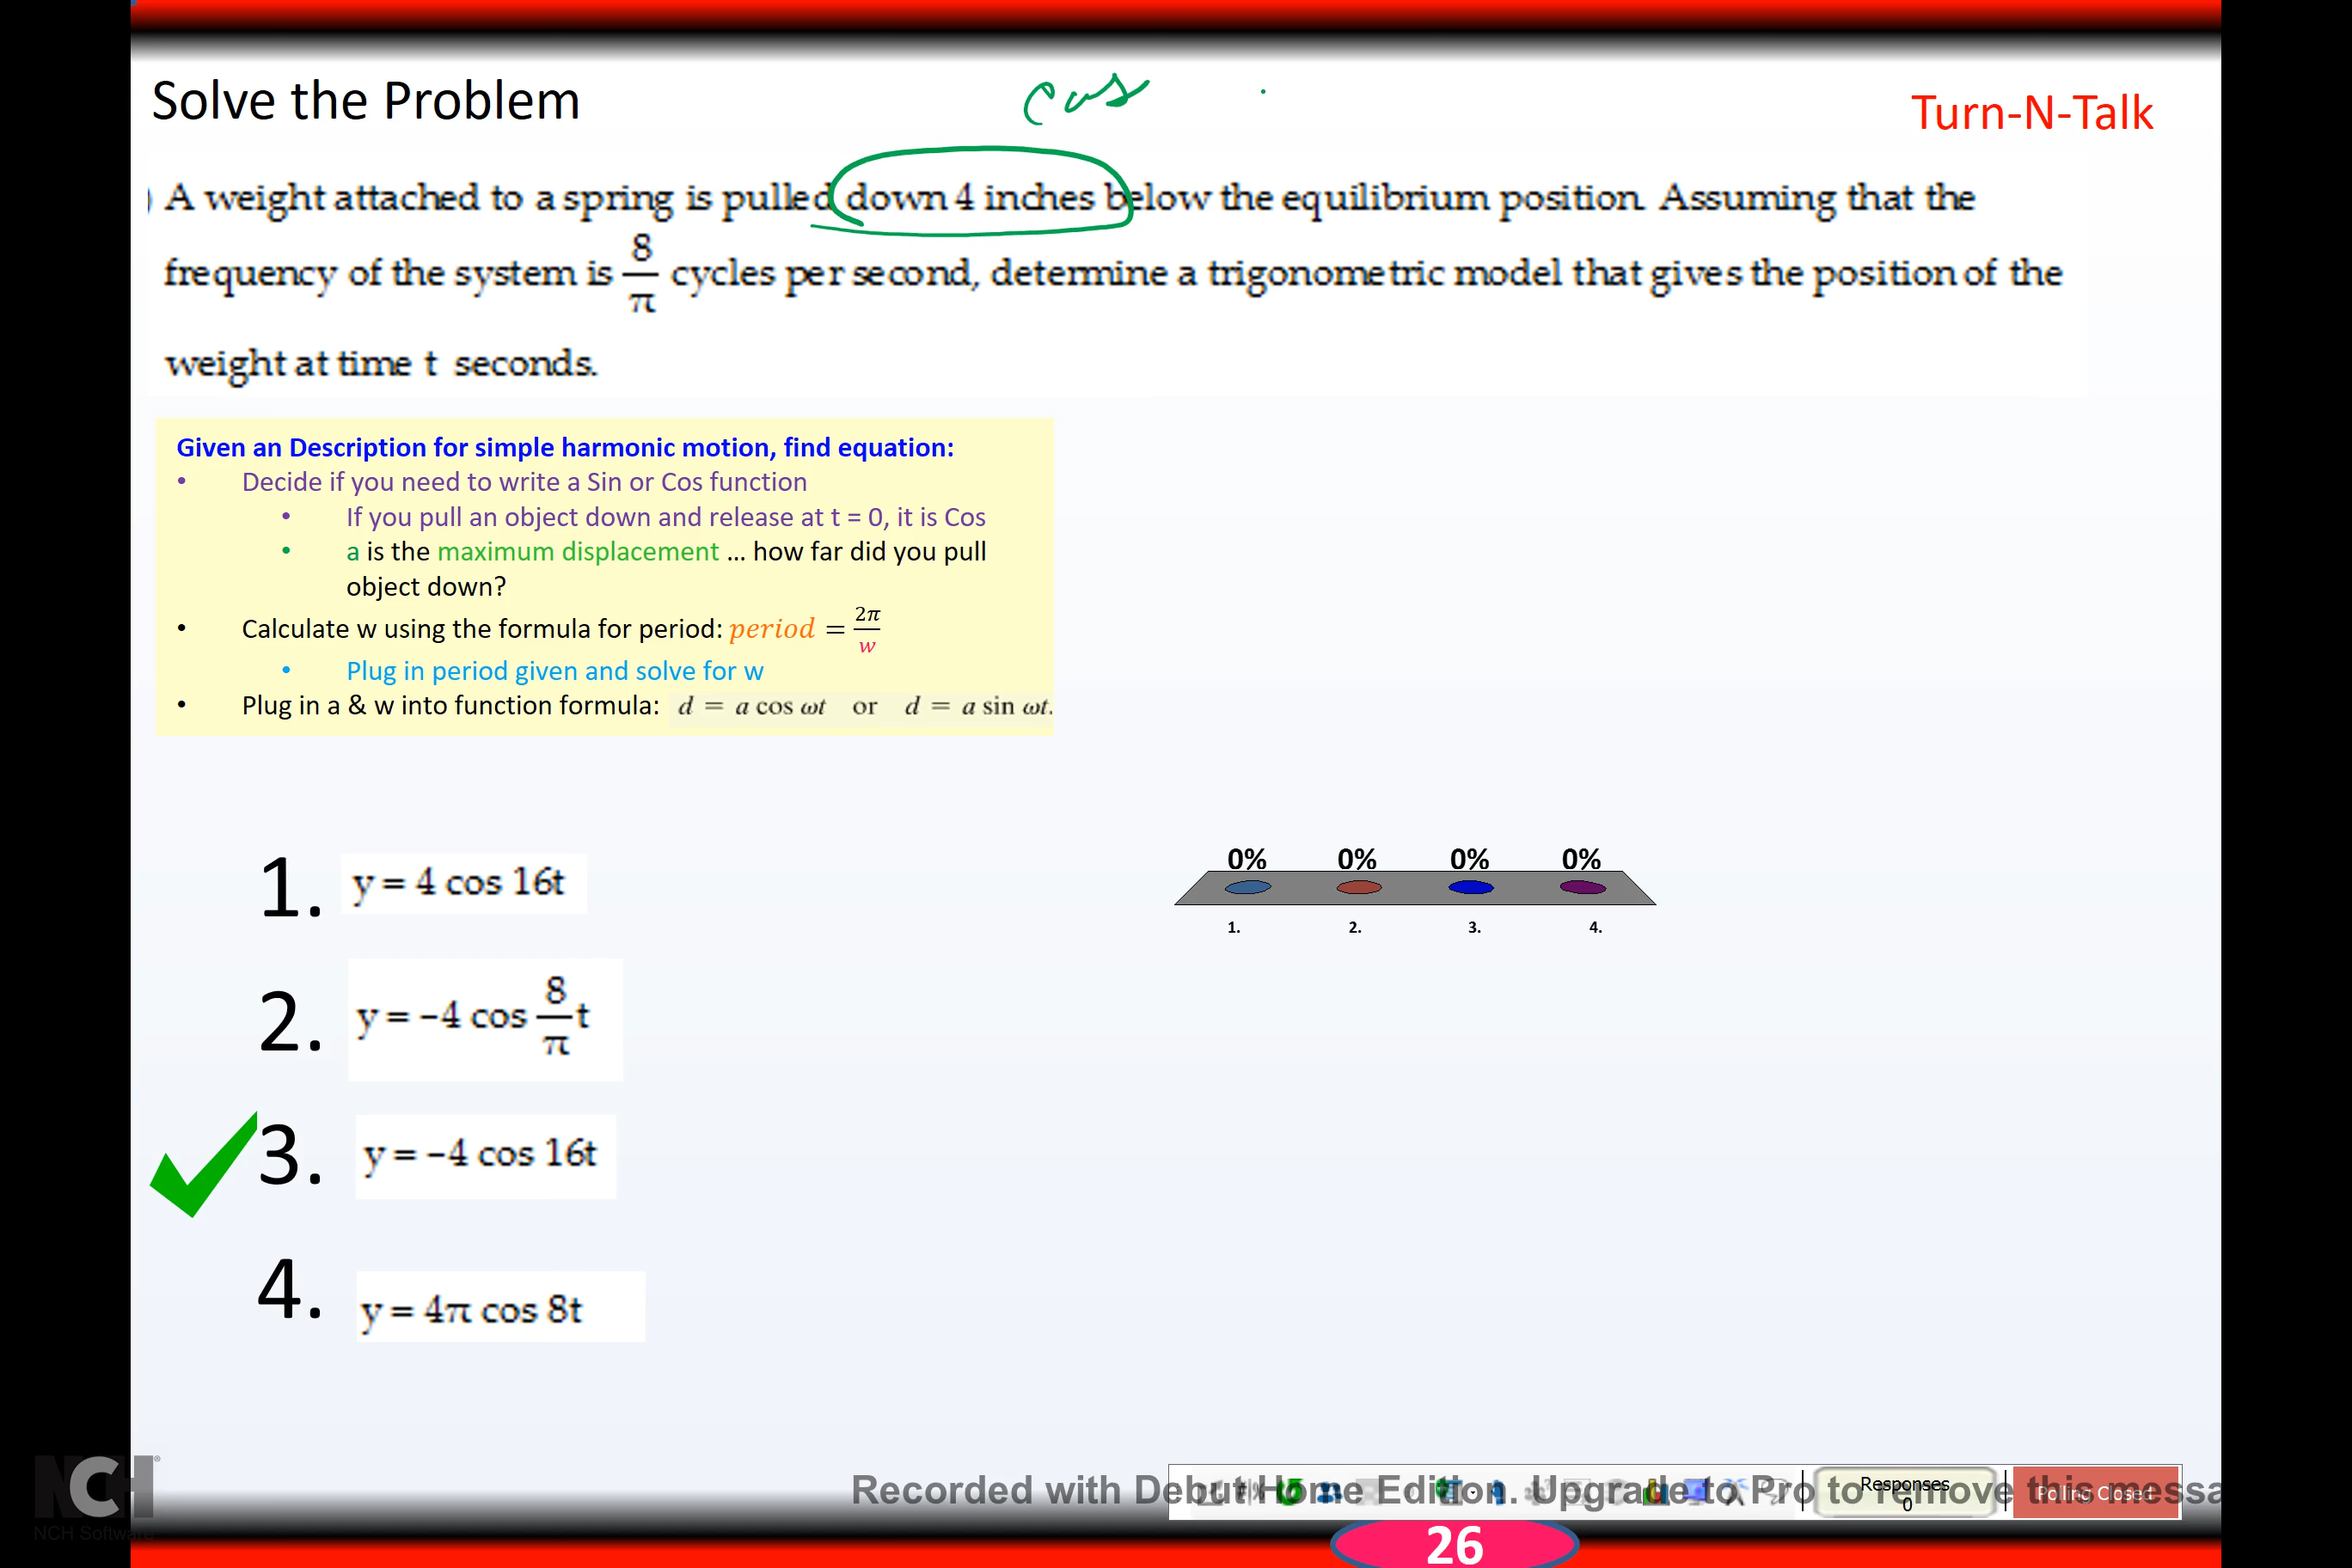 Solve the Problem
cos
Turn-N-Talk
) A weight attached to a spring is pulled down 4 inches below the equilibrium position. Assuming that the
frequency of the system is 8/π cycles per second, determine a trigonometric model that gives the position of the
weight at time t seconds.
Given an Description for simple harmonic motion, find equation:
• Decide if you need to write a Sin or Cos function
• If you pull an object down and release at t = 0, it is Cos
• a is the maximum displacement … how far did you pull
object down?
• Calculate w using the formula for period: period = 2π/w
• Plug in period given and solve for w
• Plug in a & w into function formula: d = a cos ωt or d = a sin ωt.
1. y = 4 cos 16t
2. y = −4 cos 8/π t
3. y = −4 cos 16t
4. y = 4π cos 8t
0% 0% 0% 0%
1. 2. 3. 4.
NCH®
NCH Software
Recorded with Debut Home Edition. Upgrade to Pro to remove this messa
Responses
0
Polling Closed
26